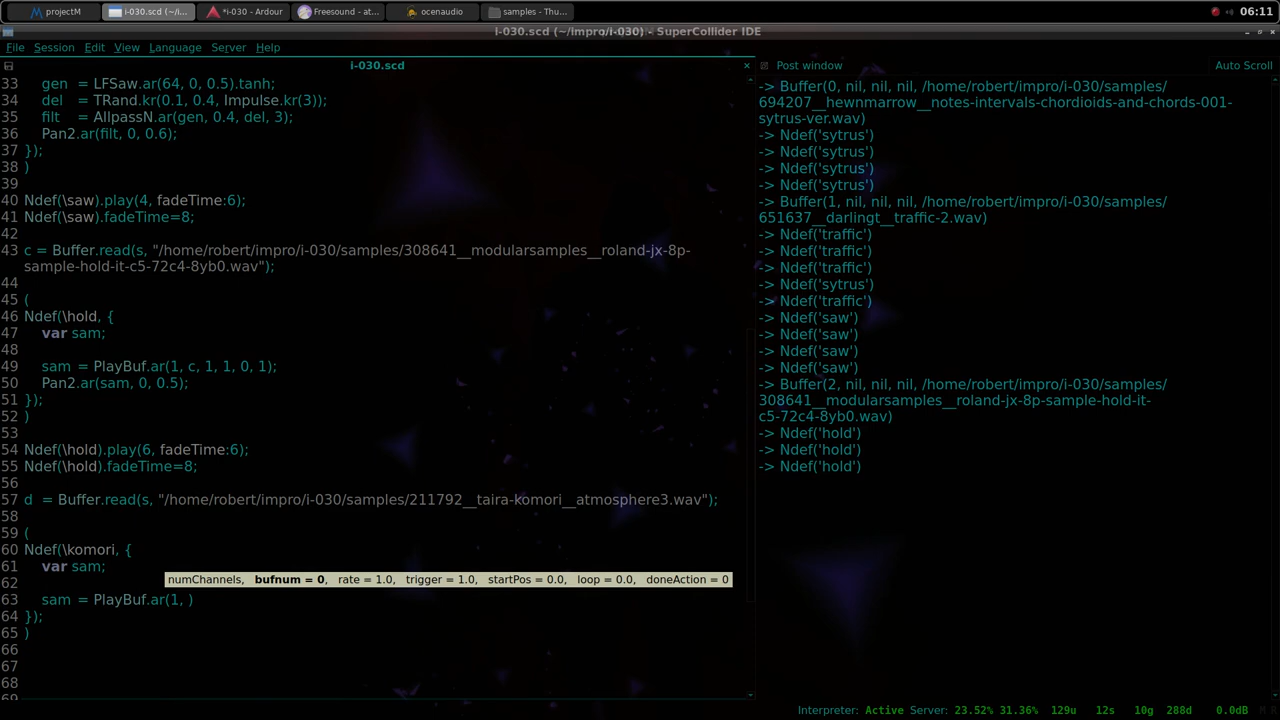 projectM
i-030.scd (~/i...
*i-030 - Ardour
Freesound - at...
ocenaudio
samples - Thu...
06:11
i-030.scd (~/impro/i-030) - SuperCollider IDE
File Session Edit View Language Server Help
i-030.scd
33 gen = LFSaw.ar(64, 0, 0.5).tanh;
34 del = TRand.kr(0.1, 0.4, Impulse.kr(3));
35 filt = AllpassN.ar(gen, 0.4, del, 3);
36 Pan2.ar(filt, 0, 0.6);
37 });
38 )
39
40 Ndef(\saw).play(4, fadeTime:6);
41 Ndef(\saw).fadeTime=8;
42
43 c = Buffer.read(s, "/home/robert/impro/i-030/samples/308641__modularsamples__roland-jx-8p-
sample-hold-it-c5-72c4-8yb0.wav");
44
45 (
46 Ndef(\hold, {
47 var sam;
48
49 sam = PlayBuf.ar(1, c, 1, 1, 0, 1);
50 Pan2.ar(sam, 0, 0.5);
51 });
52 )
53
54 Ndef(\hold).play(6, fadeTime:6);
55 Ndef(\hold).fadeTime=8;
56
57 d = Buffer.read(s, "/home/robert/impro/i-030/samples/211792__taira-komori__atmosphere3.wav");
58
59 (
60 Ndef(\komori, {
61 var sam;
62
numChannels, bufnum = 0, rate = 1.0, trigger = 1.0, startPos = 0.0, loop = 0.0, doneAction = 0
63 sam = PlayBuf.ar(1, )
64 });
65 )
66
67
68
69
Post window
Auto Scroll
-> Buffer(0, nil, nil, nil, /home/robert/impro/i-030/samples/
694207__hewnmarrow__notes-intervals-chordioids-and-chords-001-
sytrus-ver.wav)
-> Ndef('sytrus')
-> Ndef('sytrus')
-> Ndef('sytrus')
-> Ndef('sytrus')
-> Buffer(1, nil, nil, nil, /home/robert/impro/i-030/samples/
651637__darlingt__traffic-2.wav)
-> Ndef('traffic')
-> Ndef('traffic')
-> Ndef('traffic')
-> Ndef('sytrus')
-> Ndef('traffic')
-> Ndef('saw')
-> Ndef('saw')
-> Ndef('saw')
-> Ndef('saw')
-> Buffer(2, nil, nil, nil, /home/robert/impro/i-030/samples/
308641__modularsamples__roland-jx-8p-sample-hold-it-
c5-72c4-8yb0.wav)
-> Ndef('hold')
-> Ndef('hold')
-> Ndef('hold')
Interpreter: Active Server: 23.52% 31.36% 129u 12s 10g 288d 0.0dB M R